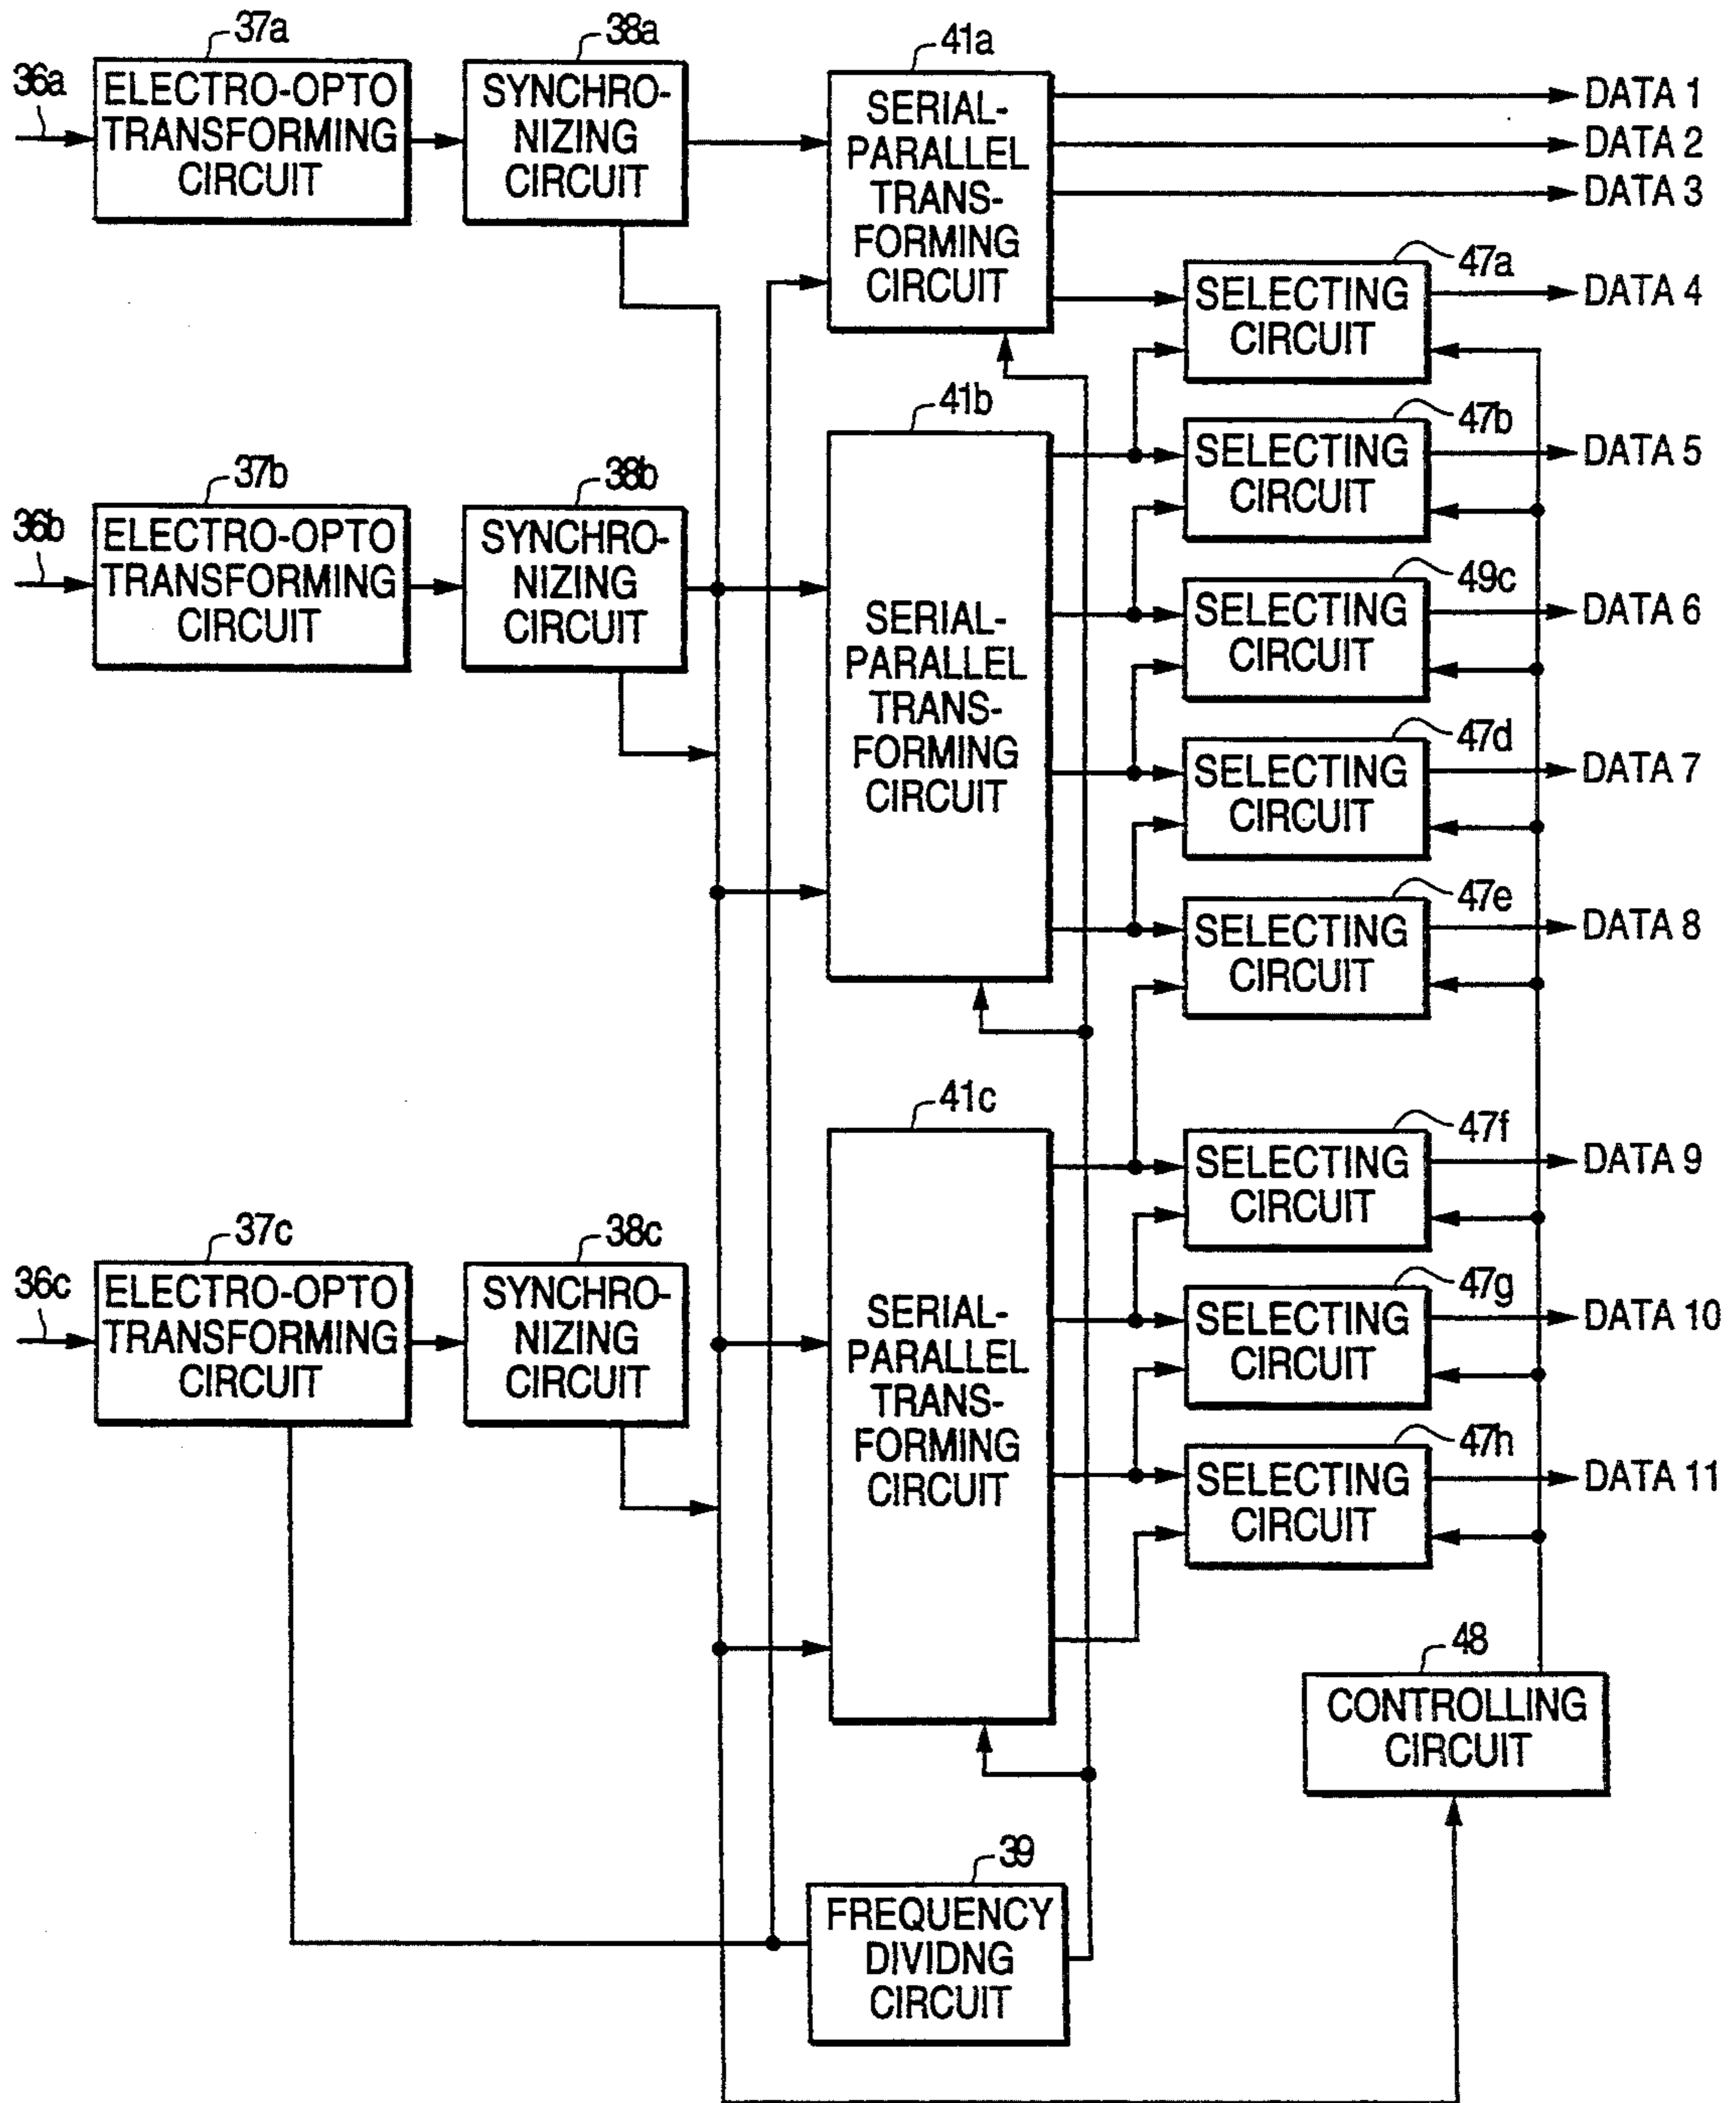 37a
38a
41a
36a
ELECTRO-OPTO
TRANSFORMING
CIRCUIT
SYNCHRO-
NIZING
CIRCUIT
SERIAL-
PARALLEL
TRANS-
FORMING
CIRCUIT
DATA 1
DATA 2
DATA 3
47a
SELECTING
CIRCUIT
DATA 4
41b
47b
SELECTING
CIRCUIT
DATA 5
37b
38b
36b
ELECTRO-OPTO
TRANSFORMING
CIRCUIT
SYNCHRO-
NIZING
CIRCUIT
SERIAL-
PARALLEL
TRANS-
FORMING
CIRCUIT
49c
SELECTING
CIRCUIT
DATA 6
47d
SELECTING
CIRCUIT
DATA 7
47e
SELECTING
CIRCUIT
DATA 8
41c
47f
SELECTING
CIRCUIT
DATA 9
37c
38c
36c
ELECTRO-OPTO
TRANSFORMING
CIRCUIT
SYNCHRO-
NIZING
CIRCUIT
SERIAL-
PARALLEL
TRANS-
FORMING
CIRCUIT
47g
SELECTING
CIRCUIT
DATA 10
47h
SELECTING
CIRCUIT
DATA 11
48
CONTROLLING
CIRCUIT
39
FREQUENCY
DIVIDNG
CIRCUIT